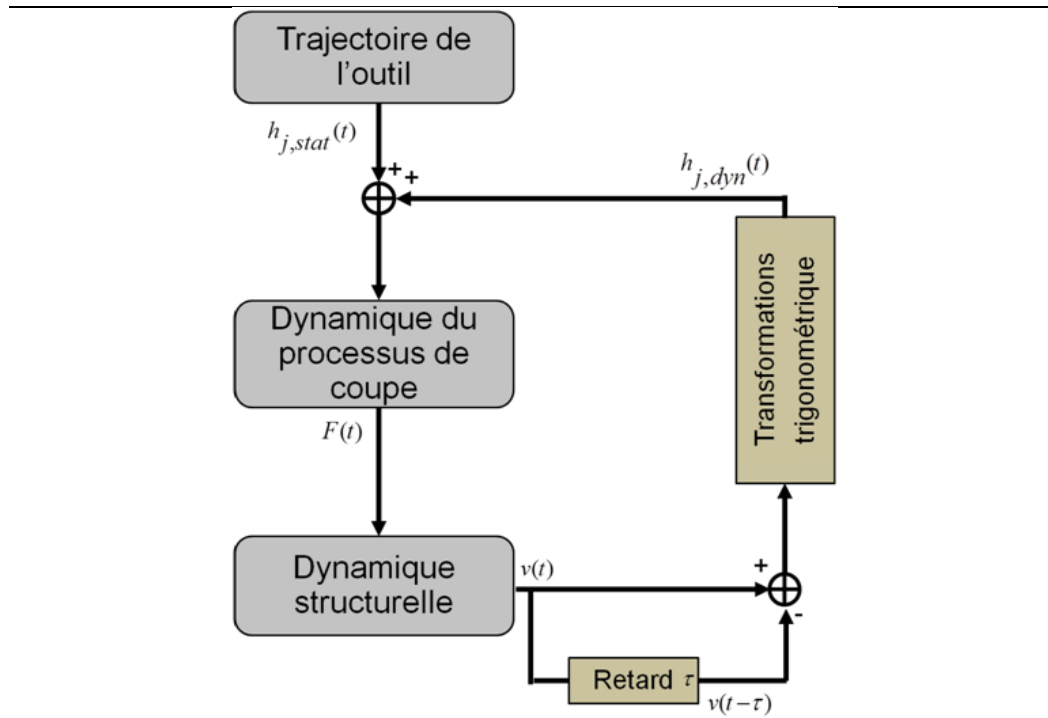 Trajectoire de
l'outil
h_{j,stat}(t)
+
+
h_{j,dyn}(t)
Transformations
trigonométrique
Dynamique du
processus de
coupe
F(t)
Dynamique
structurelle
v(t)
+
-
Retard τ
v(t-τ)